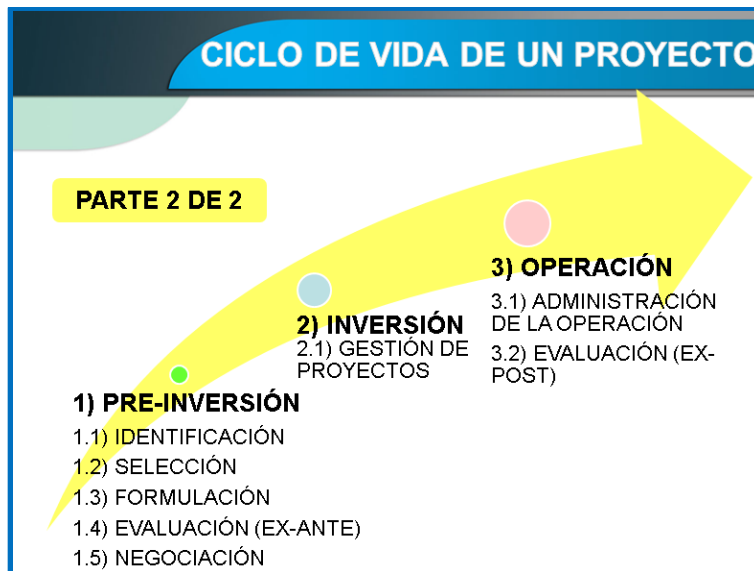 CICLO DE VIDA DE UN PROYECTO
PARTE 2 DE 2
1) PRE-INVERSIÓN
1.1) IDENTIFICACIÓN
1.2) SELECCIÓN
1.3) FORMULACIÓN
1.4) EVALUACIÓN (EX-ANTE)
1.5) NEGOCIACIÓN
2) INVERSIÓN
2.1) GESTIÓN DE
PROYECTOS
3) OPERACIÓN
3.1) ADMINISTRACIÓN
DE LA OPERACIÓN
3.2) EVALUACIÓN (EX-
POST)